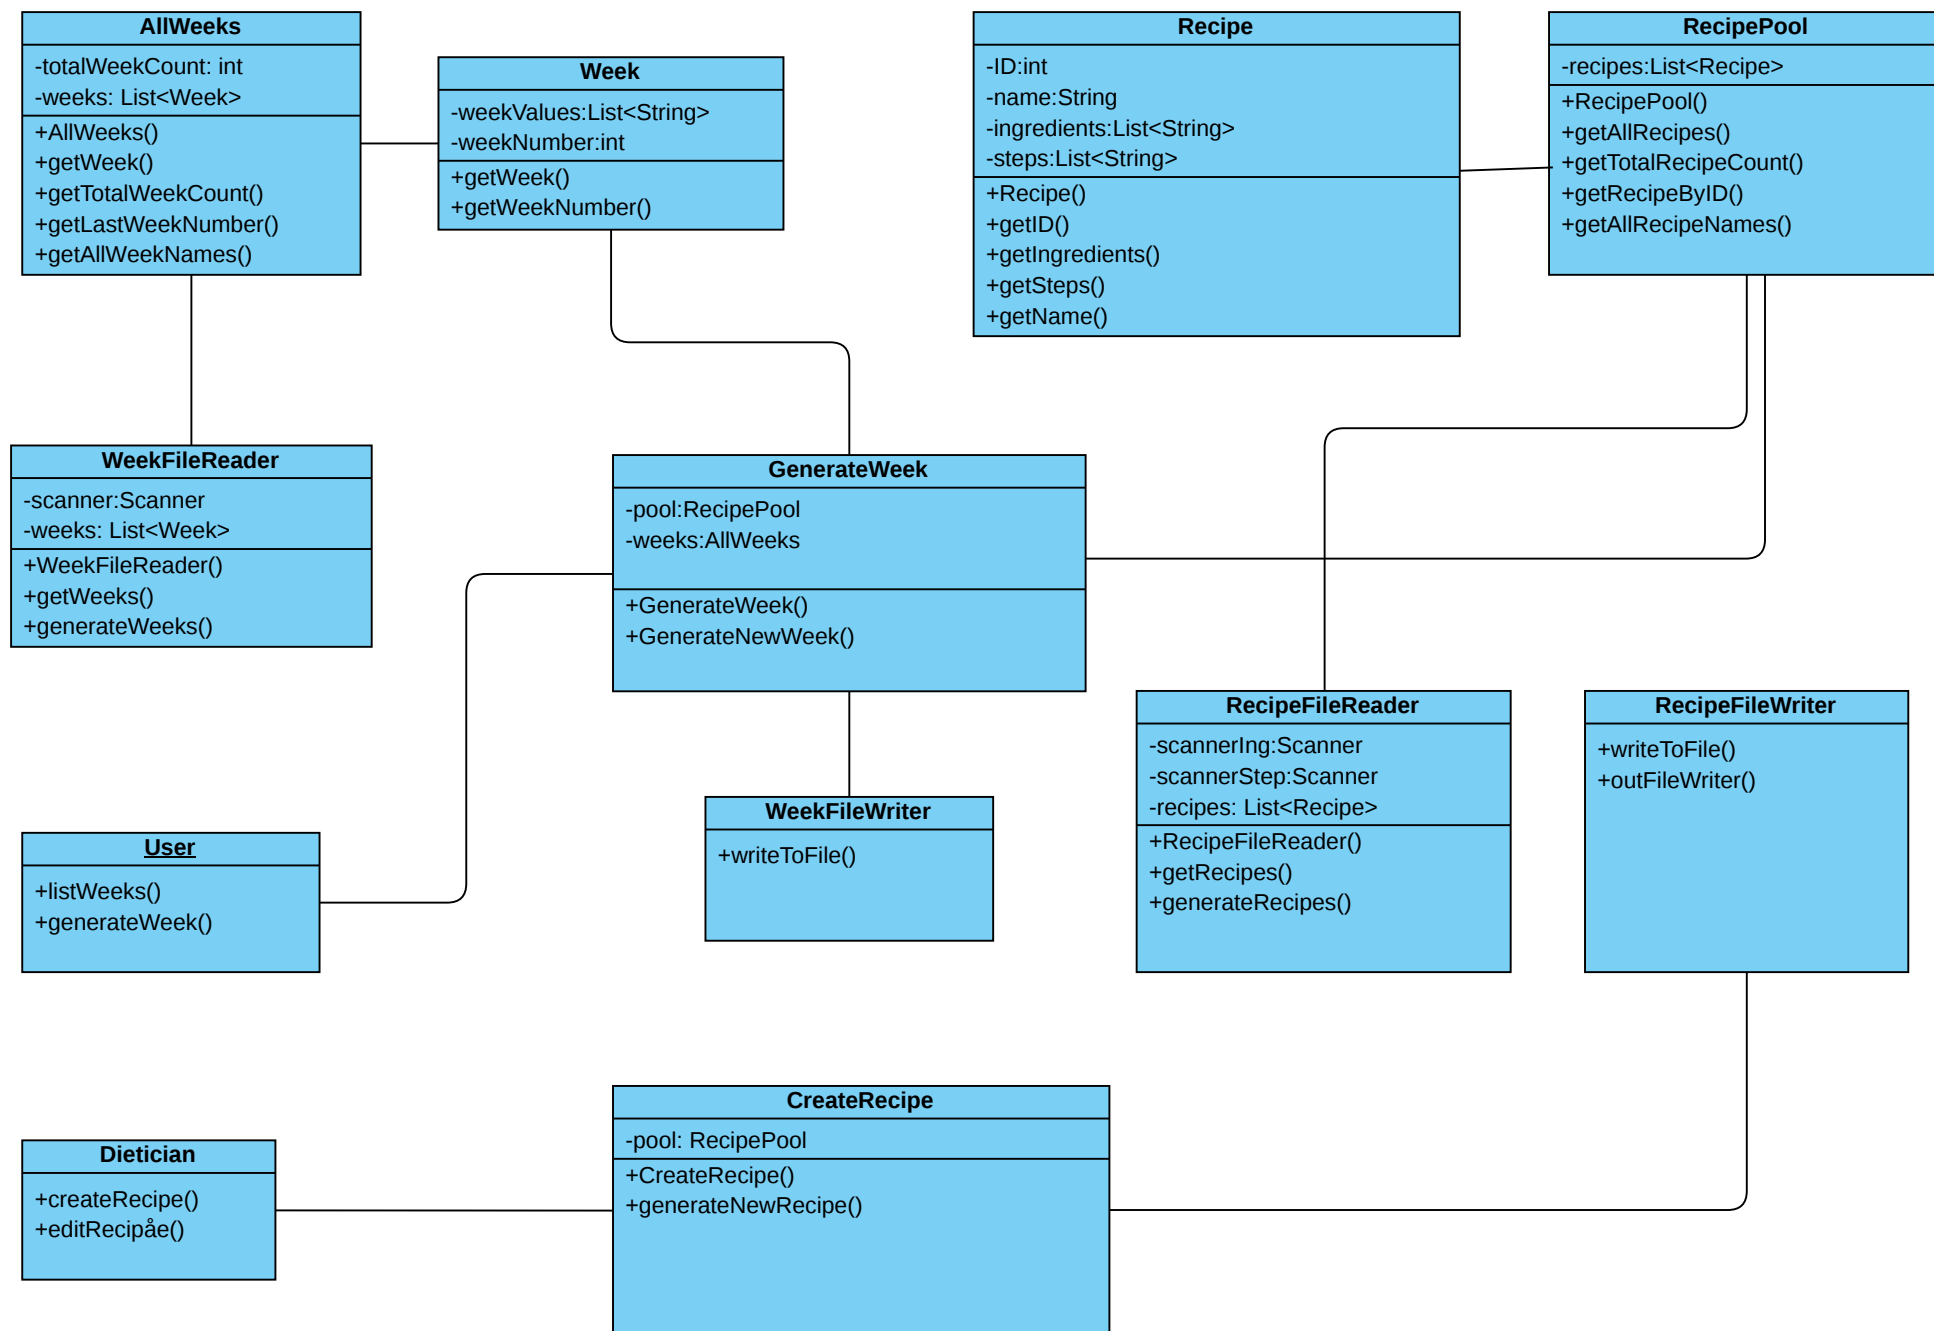 AllWeeks
-totalWeekCount: int
-weeks: List<Week>
+AllWeeks()
+getWeek()
+getTotalWeekCount()
+getLastWeekNumber()
+getAllWeekNames()
Week
-weekValues:List<String>
-weekNumber:int
+getWeek()
+getWeekNumber()
Recipe
-ID:int
-name:String
-ingredients:List<String>
-steps:List<String>
+Recipe()
+getID()
+getIngredients()
+getSteps()
+getName()
RecipePool
-recipes:List<Recipe>
+RecipePool()
+getAllRecipes()
+getTotalRecipeCount()
+getRecipeByID()
+getAllRecipeNames()
WeekFileReader
-scanner:Scanner
-weeks: List<Week>
+WeekFileReader()
+getWeeks()
+generateWeeks()
GenerateWeek
-pool:RecipePool
-weeks:AllWeeks
+GenerateWeek()
+GenerateNewWeek()
RecipeFileReader
-scannerIng:Scanner
-scannerStep:Scanner
-recipes: List<Recipe>
+RecipeFileReader()
+getRecipes()
+generateRecipes()
RecipeFileWriter
+writeToFile()
+outFileWriter()
WeekFileWriter
+writeToFile()
User
+listWeeks()
+generateWeek()
CreateRecipe
-pool: RecipePool
+CreateRecipe()
+generateNewRecipe()
Dietician
+createRecipe()
+editRecipåe()